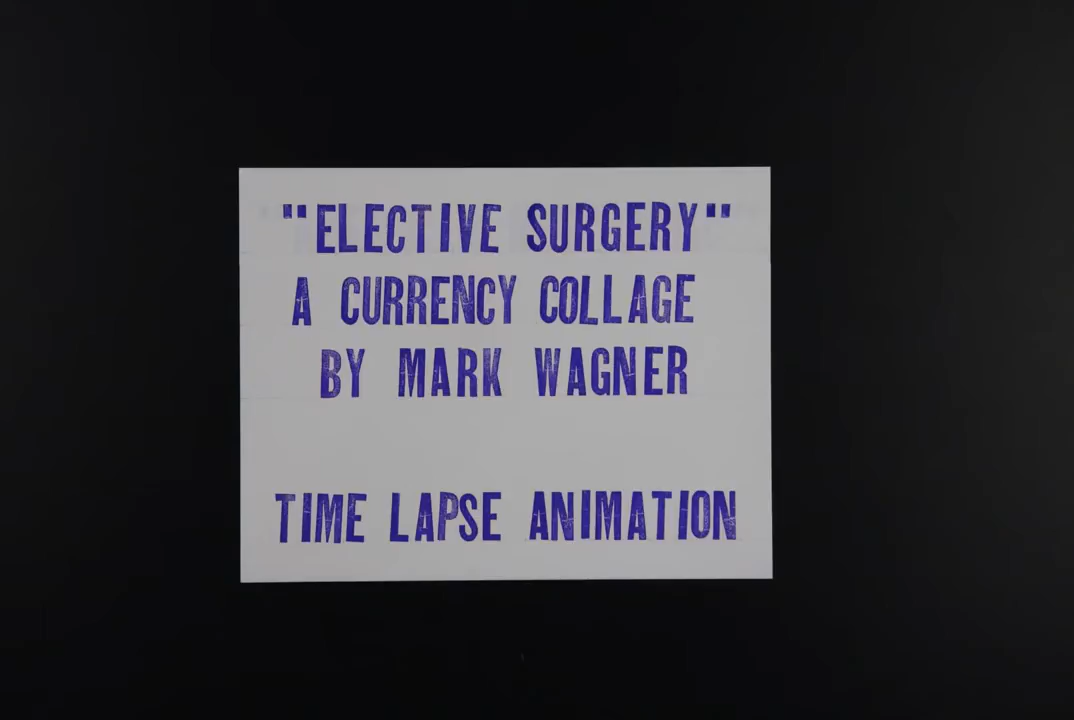 "ELECTIVE SURGERY"
A CURRENCY COLLAGE
BY MARK WAGNER
TIME LAPSE ANIMATION